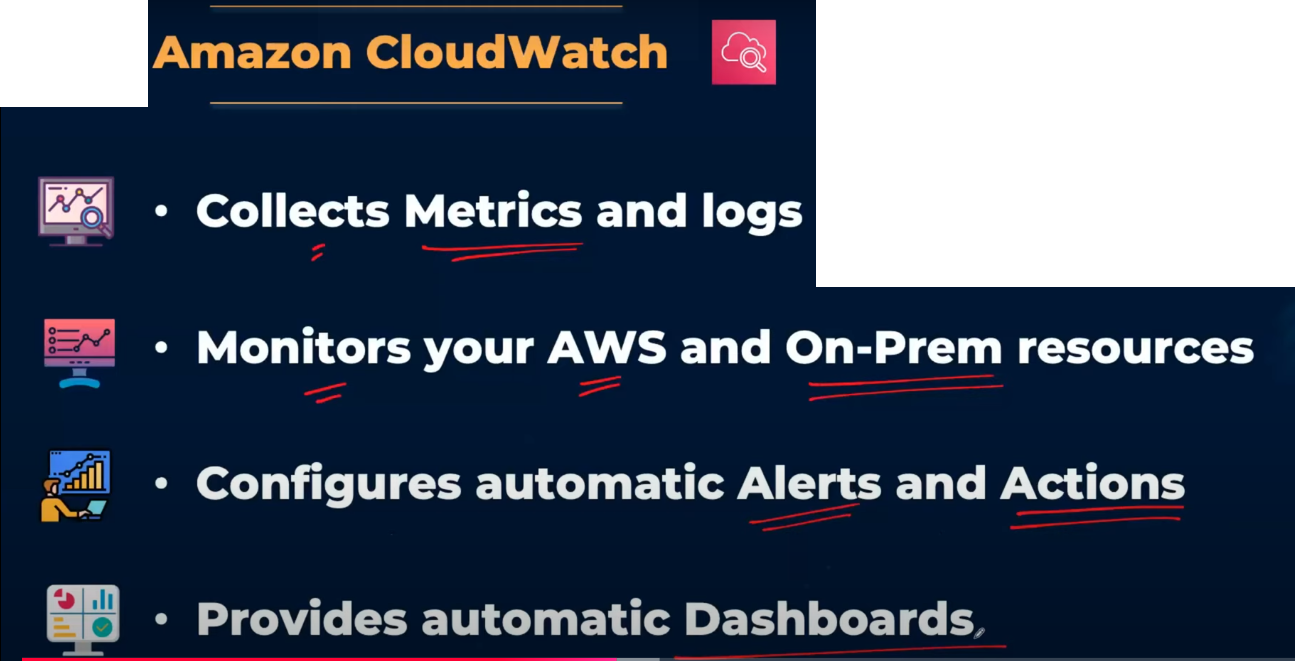 Amazon CloudWatch
• Collects Metrics and logs
• Monitors your AWS and On-Prem resources
• Configures automatic Alerts and Actions
• Provides automatic Dashboards